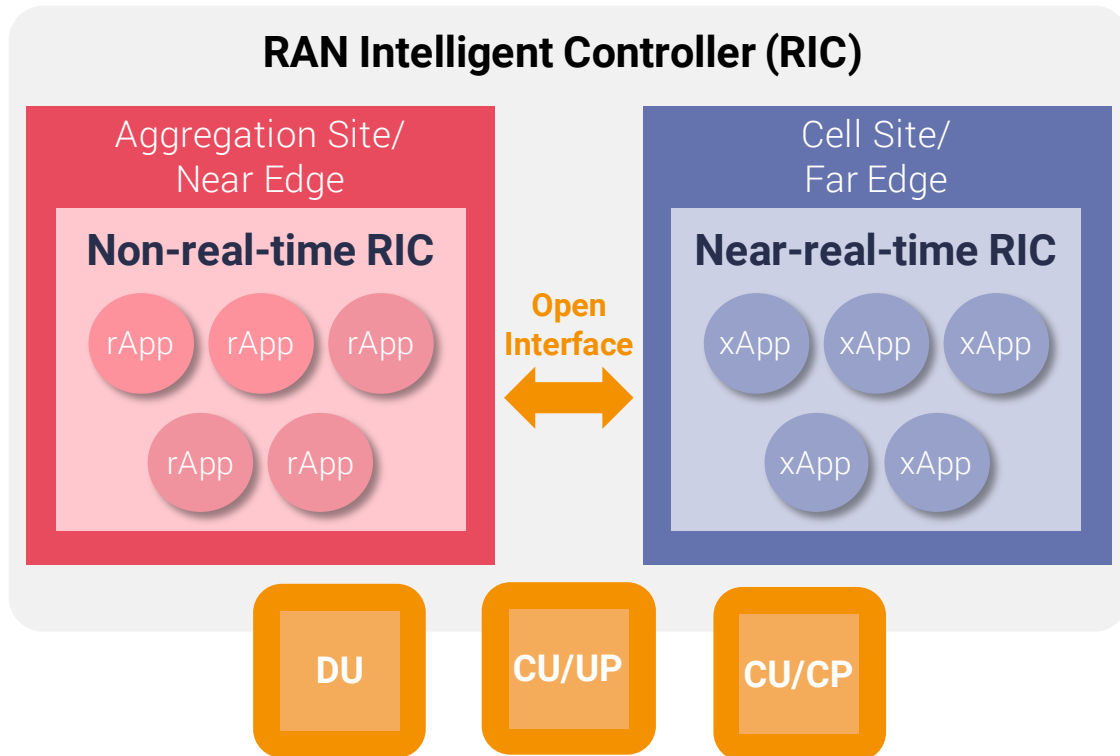 RAN Intelligent Controller (RIC)
Aggregation Site/
Near Edge
Non-real-time RIC
rApp
rApp
rApp
rApp
rApp
Open
Interface
Cell Site/
Far Edge
Near-real-time RIC
xApp
xApp
xApp
xApp
xApp
DU
CU/UP
CU/CP